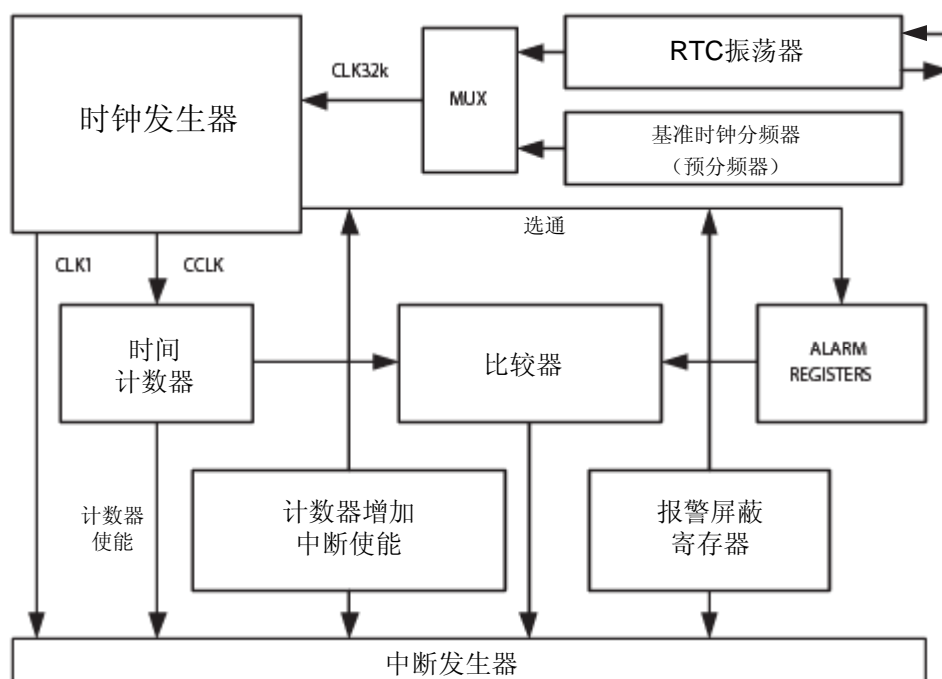 RTC振荡器
CLK32k
MUX
时钟发生器
基准时钟分频器
（预分频器）
选通
CLK1
CCLK
时间
计数器
比较器
ALARM
REGISTERS
计数器
使能
计数器增加
中断使能
报警屏蔽
寄存器
中断发生器